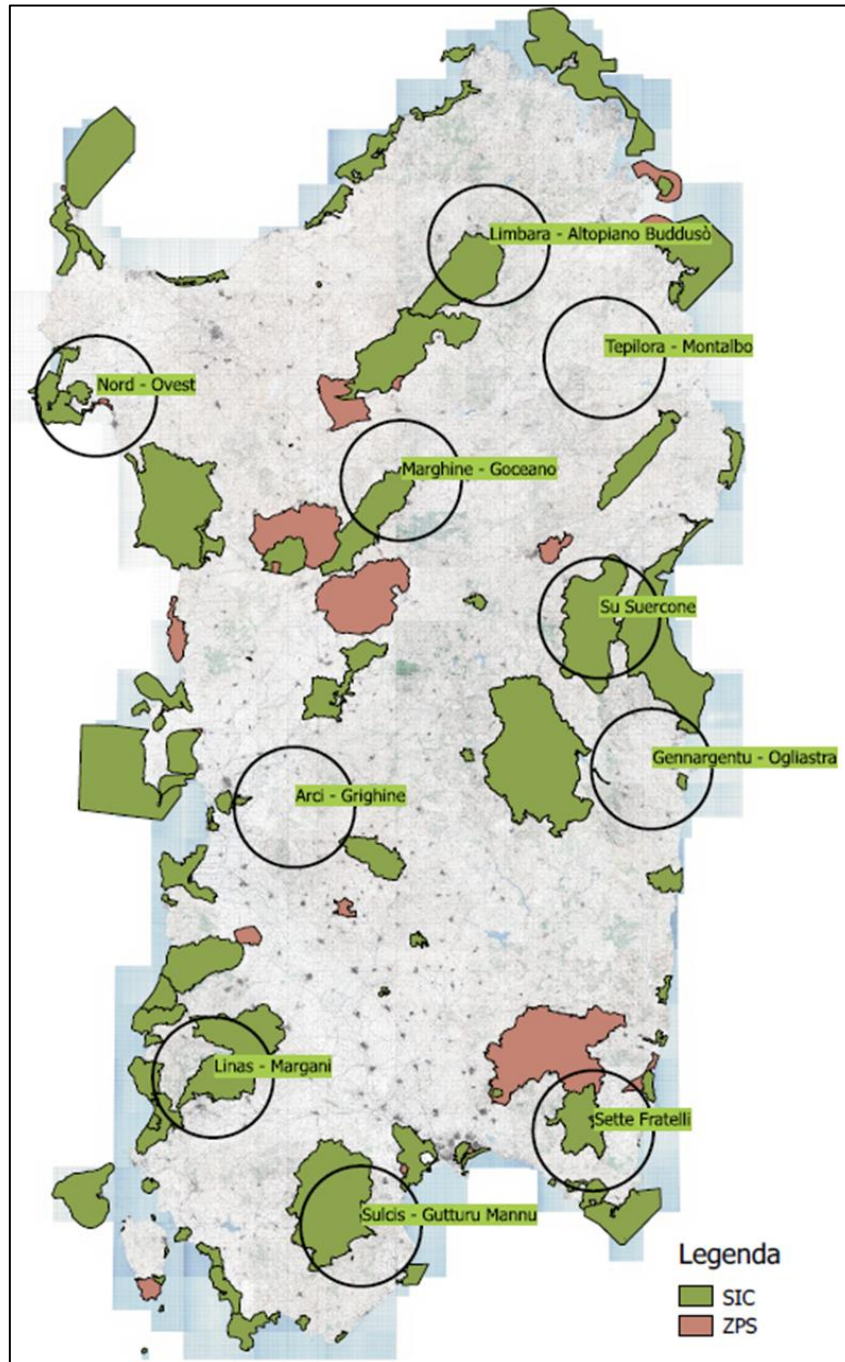 Limbara - Altopiano Buddusò
Tepilora - Montalbo
Nord - Ovest
Marghine - Goceano
Su Suercone
Gennargentu - Ogliastra
Arci - Grighine
Linas - Margani
Sette Fratelli
Sulcis - Gutturu Mannu
Legenda
SIC
ZPS